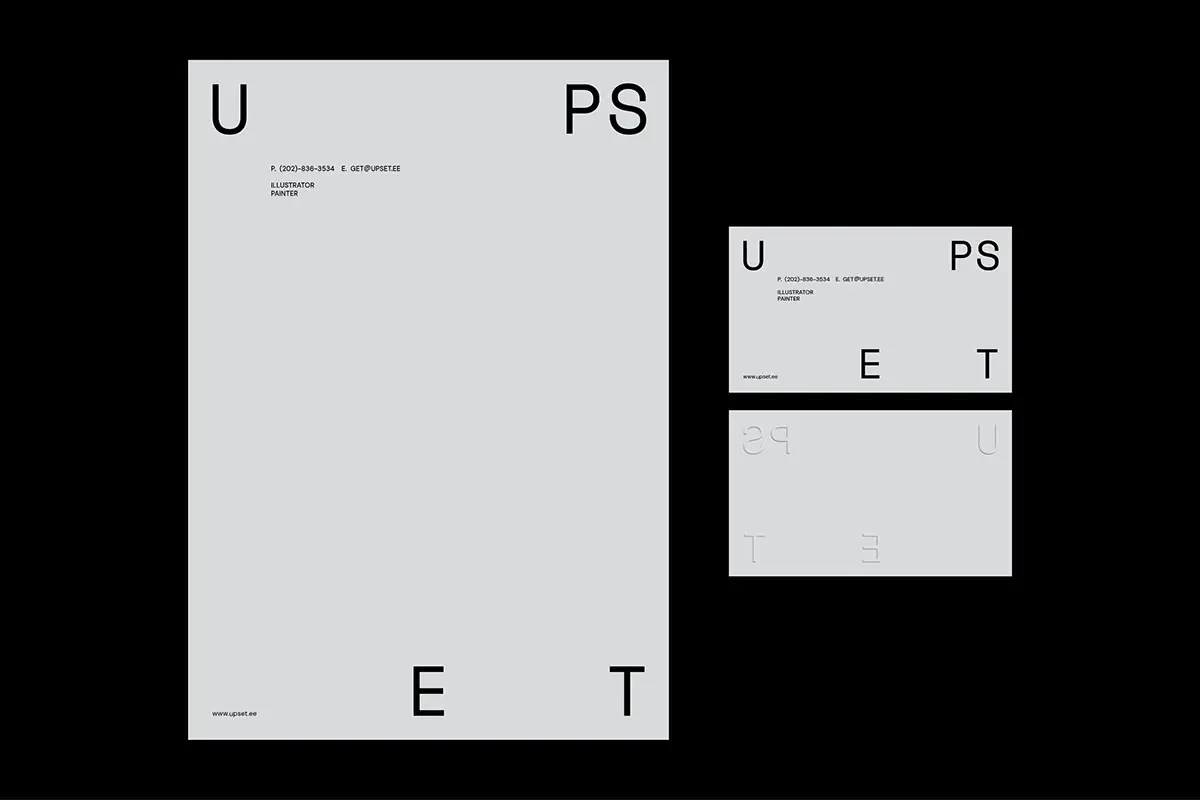 U PS
P. (202)-836-3534 E. GET@UPSET.EE
ILLUSTRATOR
PAINTER
E T
www.upset.ee
U PS
P. (202)-836-3534 E. GET@UPSET.EE
ILLUSTRATOR
PAINTER
E T
www.upset.ee
PS U
T E